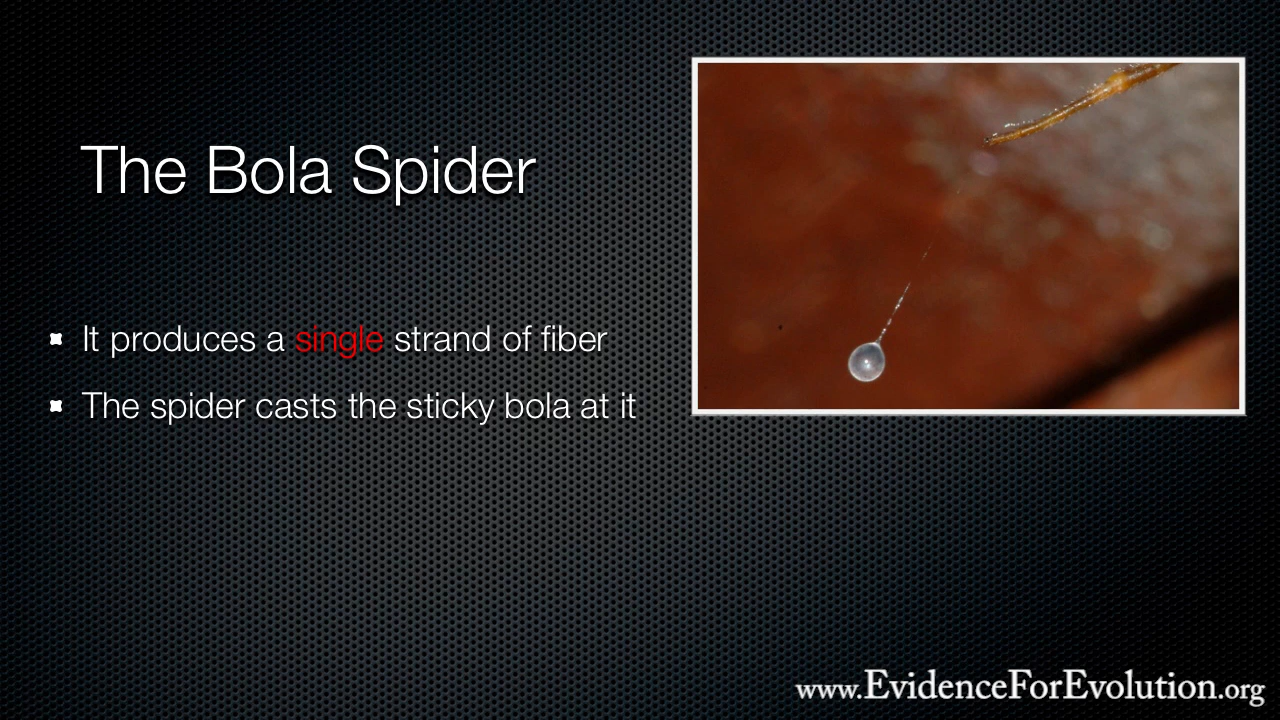 The Bola Spider
It produces a single strand of fiber
The spider casts the sticky bola at it
www.EvidenceForEvolution.org